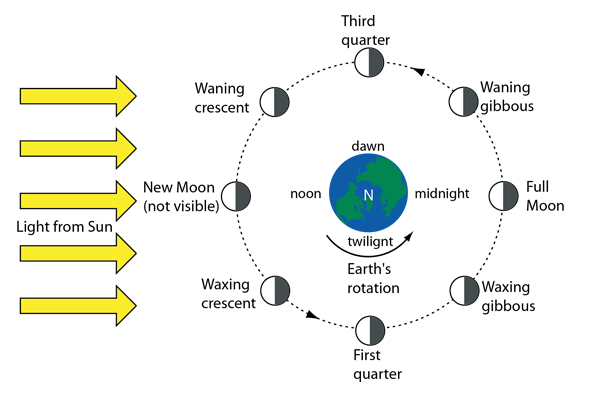 Third
quarter
Waning
crescent
Waning
gibbous
dawn
New Moon
(not visible)
noon
N
midnight
Full
Moon
Light from Sun
twilignt
Earth's
rotation
Waxing
crescent
Waxing
gibbous
First
quarter